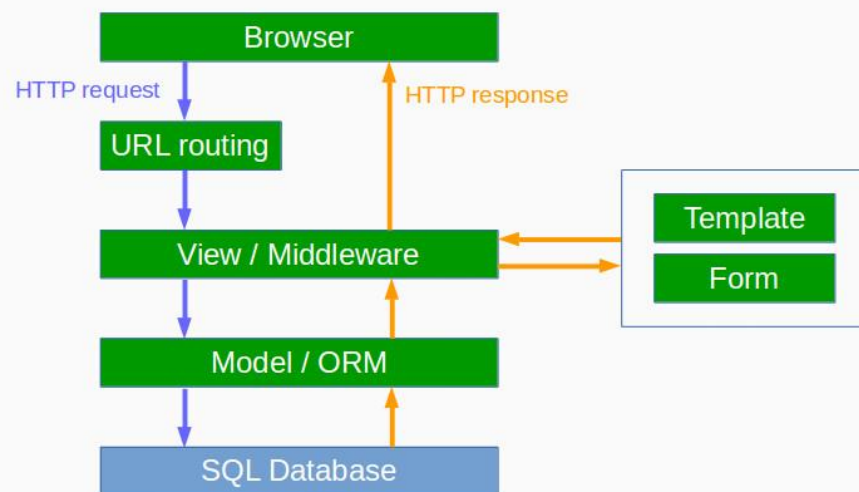 Browser
HTTP request
HTTP response
URL routing
Template
View / Middleware
Form
Model / ORM
SQL Database